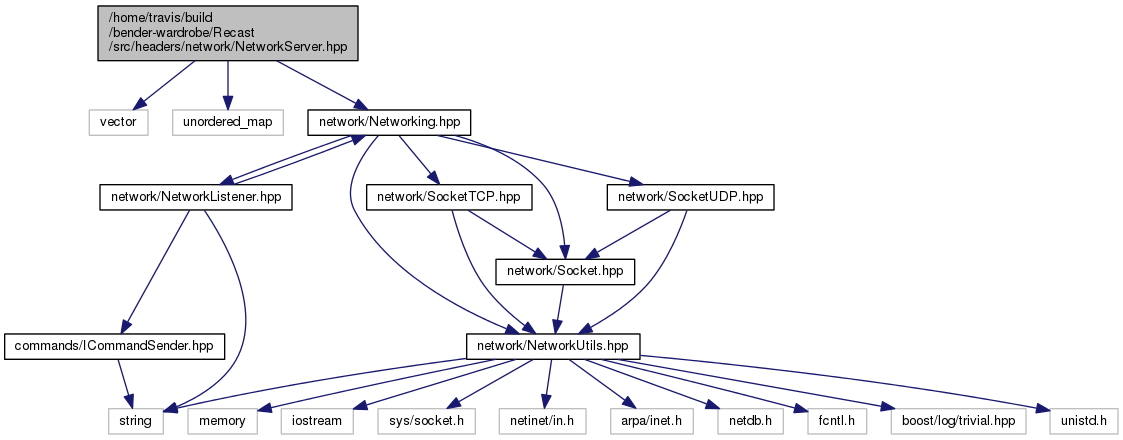 /home/travis/build
/bender-wardrobe/Recast
/src/headers/network/NetworkServer.hpp
vector
unordered_map
network/Networking.hpp
network/NetworkListener.hpp
network/SocketTCP.hpp
network/SocketUDP.hpp
network/Socket.hpp
commands/ICommandSender.hpp
network/NetworkUtils.hpp
string
memory
iostream
sys/socket.h
netinet/in.h
arpa/inet.h
netdb.h
fcntl.h
boost/log/trivial.hpp
unistd.h